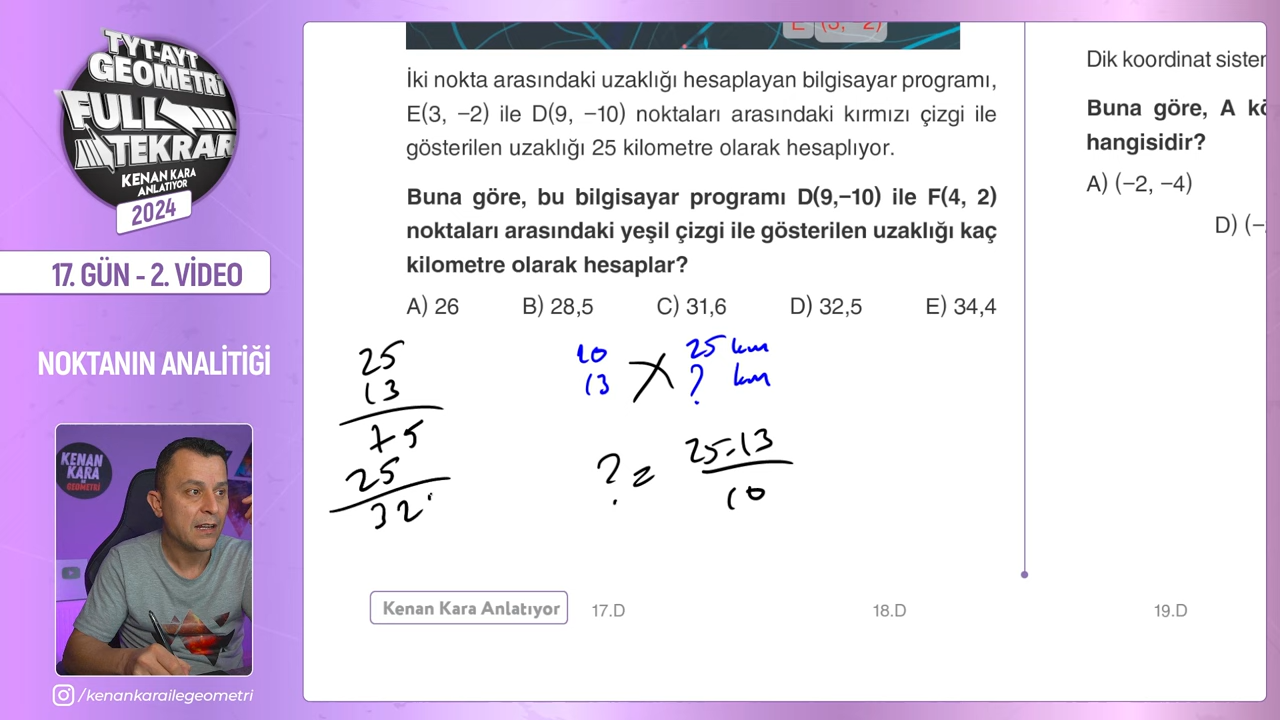 TYT-AYT
GEOMETRİ
FULL
TEKRAR
KENAN KARA
ANLATIYOR
2024
17. GÜN - 2. VİDEO
NOKTANIN ANALİTİĞİ
KENAN
KARA
GEOMETRİ
/kenankarailegeometri
E (3, −2)
İki nokta arasındaki uzaklığı hesaplayan bilgisayar programı,
E(3, −2) ile D(9, −10) noktaları arasındaki kırmızı çizgi ile
gösterilen uzaklığı 25 kilometre olarak hesaplıyor.
Buna göre, bu bilgisayar programı D(9,−10) ile F(4, 2)
noktaları arasındaki yeşil çizgi ile gösterilen uzaklığı kaç
kilometre olarak hesaplar?
A) 26 B) 28,5 C) 31,6 D) 32,5 E) 34,4
25
13
75
25
32
10 25 km
13 ? km
? = 25.13
10
Kenan Kara Anlatıyor
17.D 18.D 19.D
Dik koordinat sister
Buna göre, A kö
hangisidir?
A) (−2, −4)
D) (−